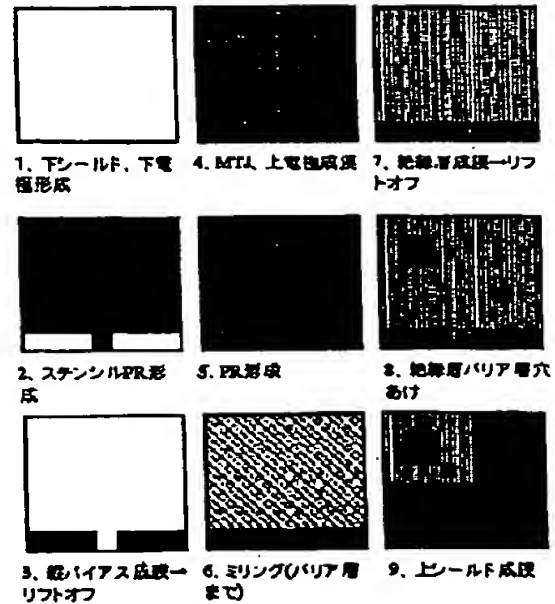 1、下シールド、下電
極形成
4、MTJ、上電極成膜
7、絶縁層成膜→リフ
トオフ
2、ステンシルPR形
成
5、PR形成
8、絶縁層バリア層穴
あけ
3、縦バイアス成膜→
リフトオフ
6、ミリング(バリア層
まで)
9、上シールド成膜